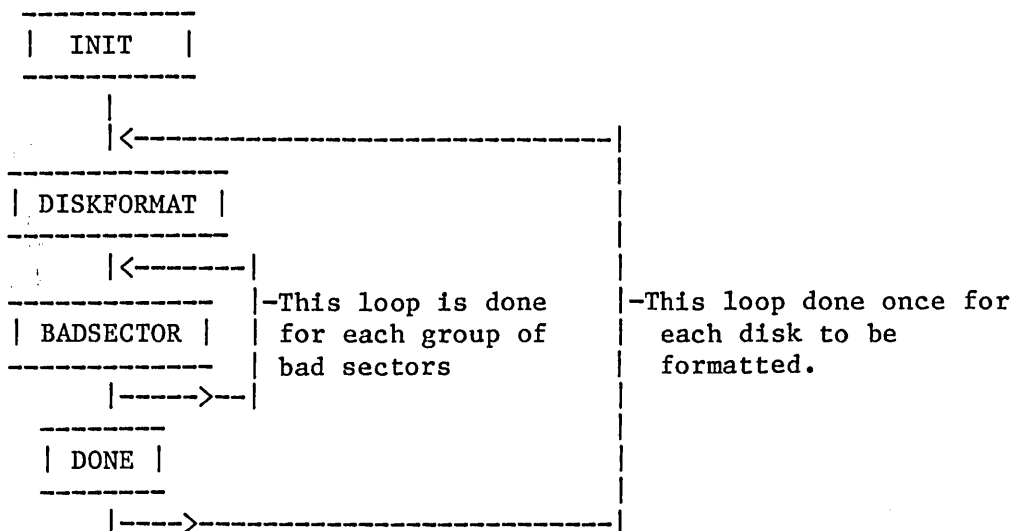 INIT
DISKFORMAT
BADSECTOR
-This loop is done
for each group of
bad sectors
-This loop done once for
each disk to be
formatted.
DONE